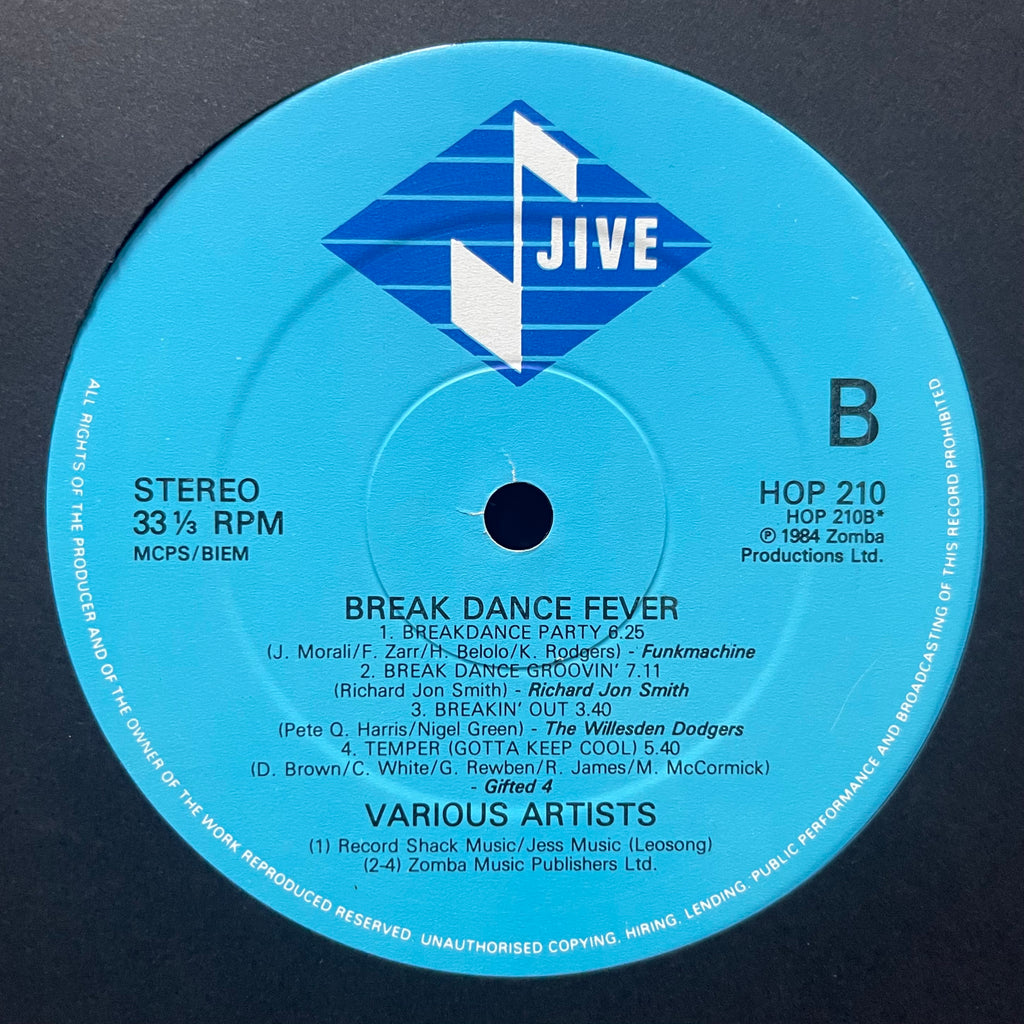 JIVE
B
STEREO
33 ⅓ RPM
MCPS/BIEM
HOP 210
HOP 210B*
℗ 1984 Zomba
Productions Ltd.
BREAK DANCE FEVER
1. BREAKDANCE PARTY 6.25
(J. Morali/F. Zarr/H. Belolo/K. Rodgers) - Funkmachine
2. BREAK DANCE GROOVIN' 7.11
(Richard Jon Smith) - Richard Jon Smith
3. BREAKIN' OUT 3.40
(Pete Q. Harris/Nigel Green) - The Willesden Dodgers
4. TEMPER (GOTTA KEEP COOL) 5.40
(D. Brown/C. White/G. Rewben/R. James/M. McCormick)
- Gifted 4
VARIOUS ARTISTS
(1) Record Shack Music/Jess Music (Leosong)
(2-4) Zomba Music Publishers Ltd.
ALL RIGHTS OF THE PRODUCER AND OF THE OWNER OF THE WORK REPRODUCED RESERVED. UNAUTHORISED COPYING, HIRING, LENDING, PUBLIC PERFORMANCE AND BROADCASTING OF THIS RECORD PROHIBITED